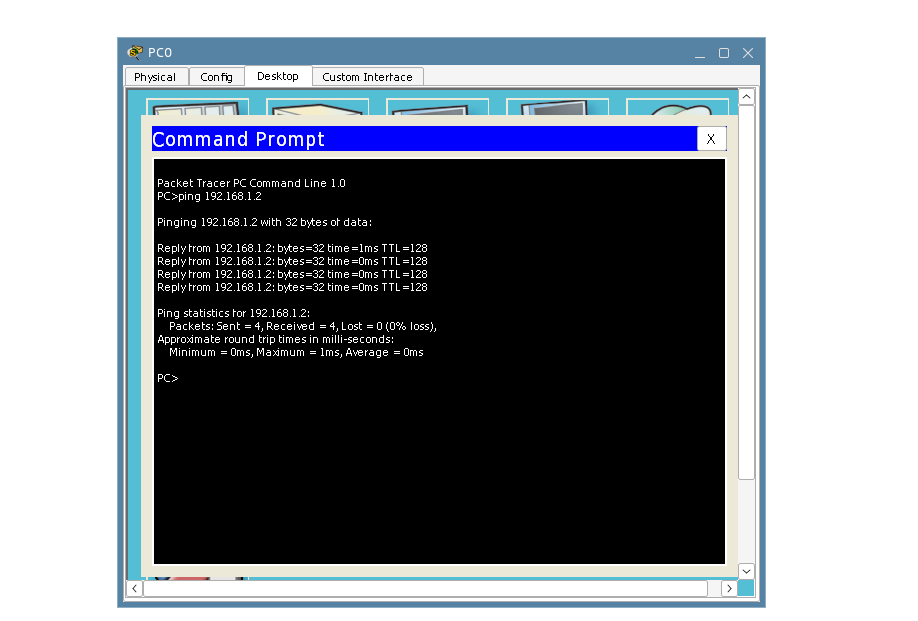 PC0
Physical Config Desktop Custom Interface
Command Prompt X
Packet Tracer PC Command Line 1.0
PC>ping 192.168.1.2
Pinging 192.168.1.2 with 32 bytes of data:
Reply from 192.168.1.2: bytes=32 time=1ms TTL=128
Reply from 192.168.1.2: bytes=32 time=0ms TTL=128
Reply from 192.168.1.2: bytes=32 time=0ms TTL=128
Reply from 192.168.1.2: bytes=32 time=0ms TTL=128
Ping statistics for 192.168.1.2:
Packets: Sent = 4, Received = 4, Lost = 0 (0% loss),
Approximate round trip times in milli-seconds:
Minimum = 0ms, Maximum = 1ms, Average = 0ms
PC>